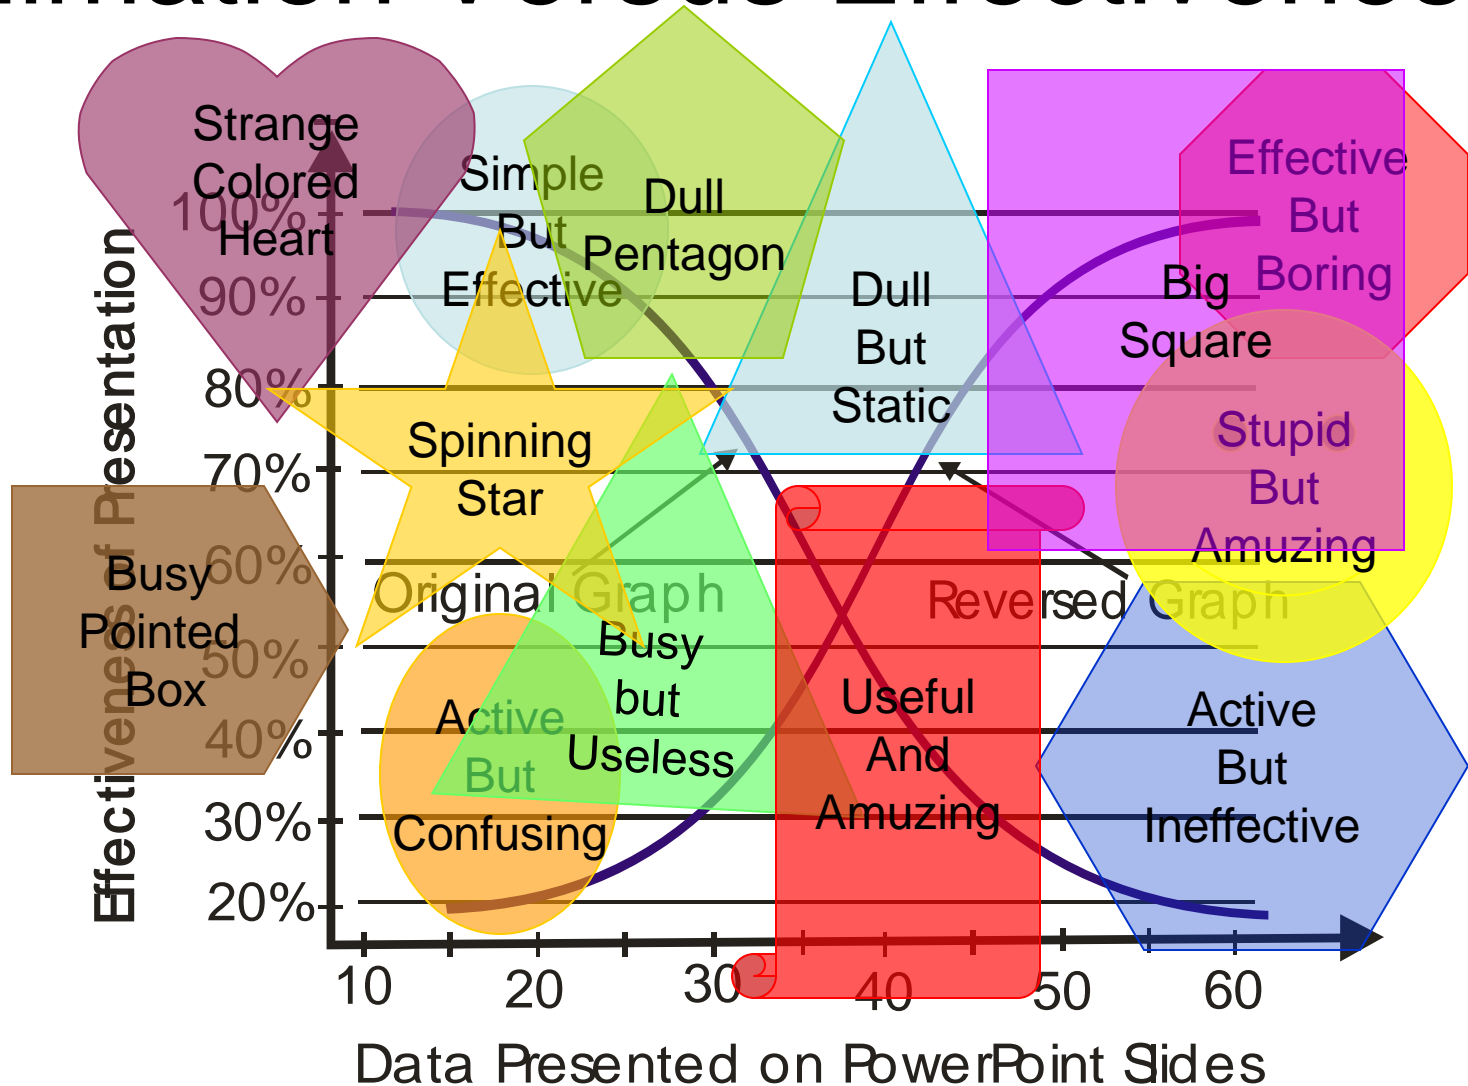 Versus
Strange
Colored
Heart
Simple
But
Effective
Dull
Pentagon
Dull
But
Static
Big
Square
Effective
But
Boring
Stupid
But
Amuzing
Spinning
Star
Busy
Pointed
Box
Original Graph
Reversed Graph
Busy
but
Useless
Active
But
Confusing
Useful
And
Amuzing
Active
But
Ineffective
Effectiveness of Presentation
100%
90%
80%
70%
60%
50%
40%
30%
20%
10 20 30 40 50 60
Data Presented on PowerPoint Slides